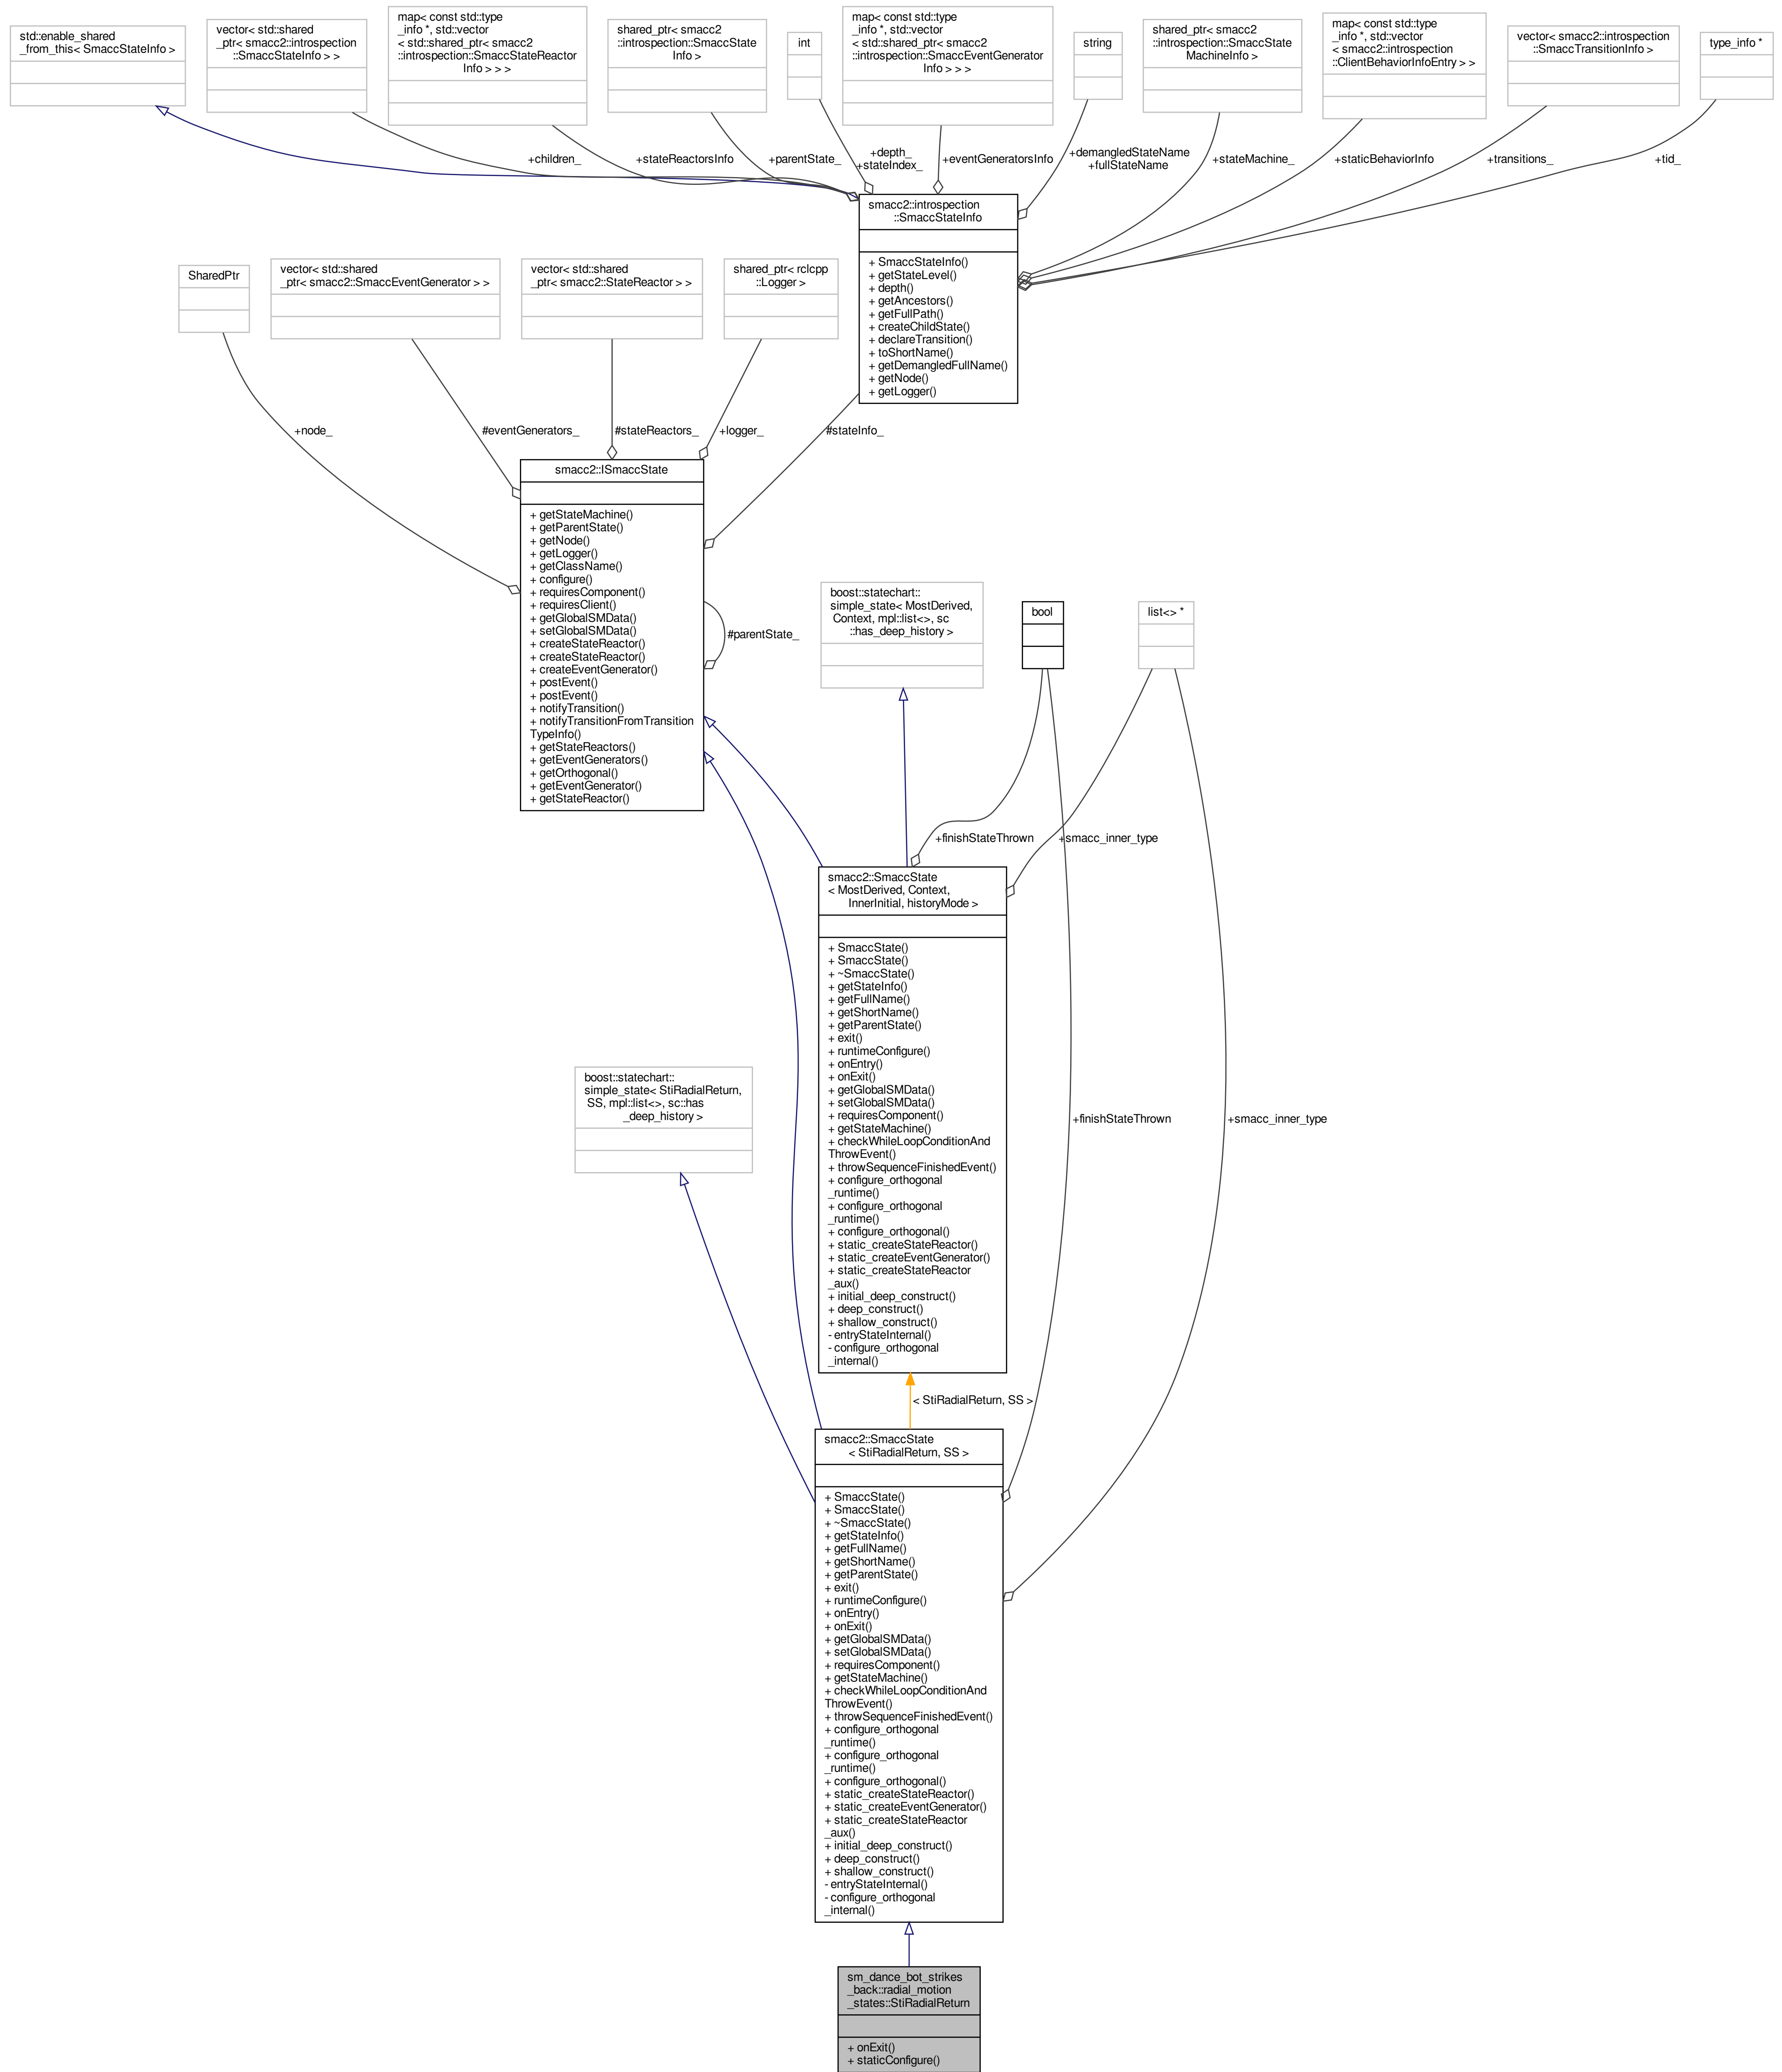 std::enable_shared
_from_this< SmaccStateInfo >
vector< std::shared
_ptr< smacc2::introspection
::SmaccStateInfo > >
map< const std::type
_info *, std::vector
< std::shared_ptr< smacc2
::introspection::SmaccStateReactor
Info > > >
shared_ptr< smacc2
::introspection::SmaccState
Info >
int
map< const std::type
_info *, std::vector
< std::shared_ptr< smacc2
::introspection::SmaccEventGenerator
Info > > >
string
shared_ptr< smacc2
::introspection::SmaccState
MachineInfo >
map< const std::type
_info *, std::vector
< smacc2::introspection
::ClientBehaviorInfoEntry > >
vector< smacc2::introspection
::SmaccTransitionInfo >
type_info *
+children_
+stateReactorsInfo
+parentState_
+depth_
+stateIndex_
+eventGeneratorsInfo
+demangledStateName
+fullStateName
+stateMachine_
+staticBehaviorInfo
+transitions_
+tid_
smacc2::introspection
::SmaccStateInfo
+ SmaccStateInfo()
+ getStateLevel()
+ depth()
+ getAncestors()
+ getFullPath()
+ createChildState()
+ declareTransition()
+ toShortName()
+ getDemangledFullName()
+ getNode()
+ getLogger()
SharedPtr
vector< std::shared
_ptr< smacc2::SmaccEventGenerator > >
vector< std::shared
_ptr< smacc2::StateReactor > >
shared_ptr< rclcpp
::Logger >
+node_
#eventGenerators_
#stateReactors_
+logger_
#stateInfo_
smacc2::ISmaccState
+ getStateMachine()
+ getParentState()
+ getNode()
+ getLogger()
+ getClassName()
+ configure()
+ requiresComponent()
+ requiresClient()
+ getGlobalSMData()
+ setGlobalSMData()
+ createStateReactor()
+ createStateReactor()
+ createEventGenerator()
+ postEvent()
+ postEvent()
+ notifyTransition()
+ notifyTransitionFromTransition
TypeInfo()
+ getStateReactors()
+ getEventGenerators()
+ getOrthogonal()
+ getEventGenerator()
+ getStateReactor()
#parentState_
boost::statechart::
simple_state< MostDerived,
Context, mpl::list<>, sc
::has_deep_history >
bool
list<> *
+finishStateThrown
+smacc_inner_type
smacc2::SmaccState
< MostDerived, Context,
InnerInitial, historyMode >
+ SmaccState()
+ SmaccState()
+ ~SmaccState()
+ getStateInfo()
+ getFullName()
+ getShortName()
+ getParentState()
+ exit()
+ runtimeConfigure()
+ onEntry()
+ onExit()
+ getGlobalSMData()
+ setGlobalSMData()
+ requiresComponent()
+ getStateMachine()
+ checkWhileLoopConditionAnd
ThrowEvent()
+ throwSequenceFinishedEvent()
+ configure_orthogonal
_runtime()
+ configure_orthogonal
_runtime()
+ configure_orthogonal()
+ static_createStateReactor()
+ static_createEventGenerator()
+ static_createStateReactor
_aux()
+ initial_deep_construct()
+ deep_construct()
+ shallow_construct()
- entryStateInternal()
- configure_orthogonal
_internal()
boost::statechart::
simple_state< StiRadialReturn,
SS, mpl::list<>, sc::has
_deep_history >
+finishStateThrown
+smacc_inner_type
< StiRadialReturn, SS >
smacc2::SmaccState
< StiRadialReturn, SS >
+ SmaccState()
+ SmaccState()
+ ~SmaccState()
+ getStateInfo()
+ getFullName()
+ getShortName()
+ getParentState()
+ exit()
+ runtimeConfigure()
+ onEntry()
+ onExit()
+ getGlobalSMData()
+ setGlobalSMData()
+ requiresComponent()
+ getStateMachine()
+ checkWhileLoopConditionAnd
ThrowEvent()
+ throwSequenceFinishedEvent()
+ configure_orthogonal
_runtime()
+ configure_orthogonal
_runtime()
+ configure_orthogonal()
+ static_createStateReactor()
+ static_createEventGenerator()
+ static_createStateReactor
_aux()
+ initial_deep_construct()
+ deep_construct()
+ shallow_construct()
- entryStateInternal()
- configure_orthogonal
_internal()
sm_dance_bot_strikes
_back::radial_motion
_states::StiRadialReturn
+ onExit()
+ staticConfigure()